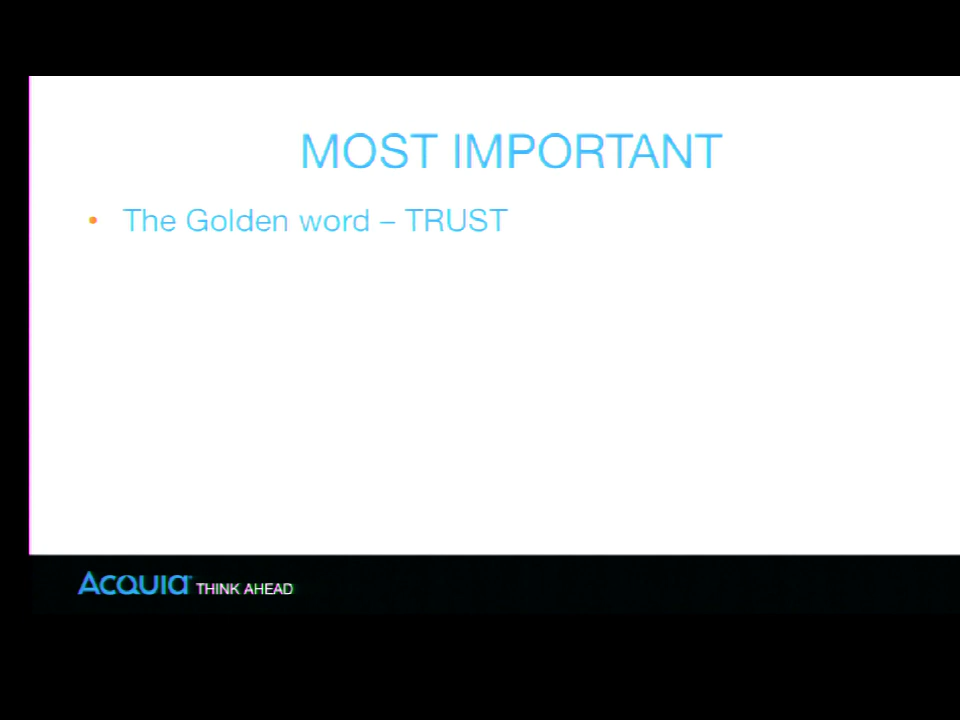 MOST IMPORTANT
• The Golden word – TRUST
ACQUIA® THINK AHEAD